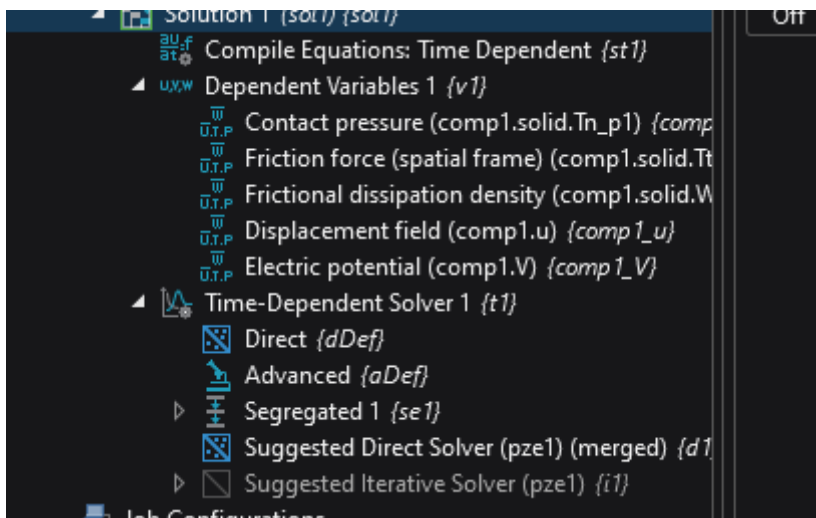 Solution 1 (sol1) {sol1}
Off
Compile Equations: Time Dependent {st1}
Dependent Variables 1 {v1}
Contact pressure (comp1.solid.Tn_p1) {comp
Friction force (spatial frame) (comp1.solid.Tt
Frictional dissipation density (comp1.solid.W
Displacement field (comp1.u) {comp1_u}
Electric potential (comp1.V) {comp1_V}
Time-Dependent Solver 1 {t1}
Direct {dDef}
Advanced {aDef}
Segregated 1 {se1}
Suggested Direct Solver (pze1) (merged) {d1
Suggested Iterative Solver (pze1) {i1}
Job Configurations